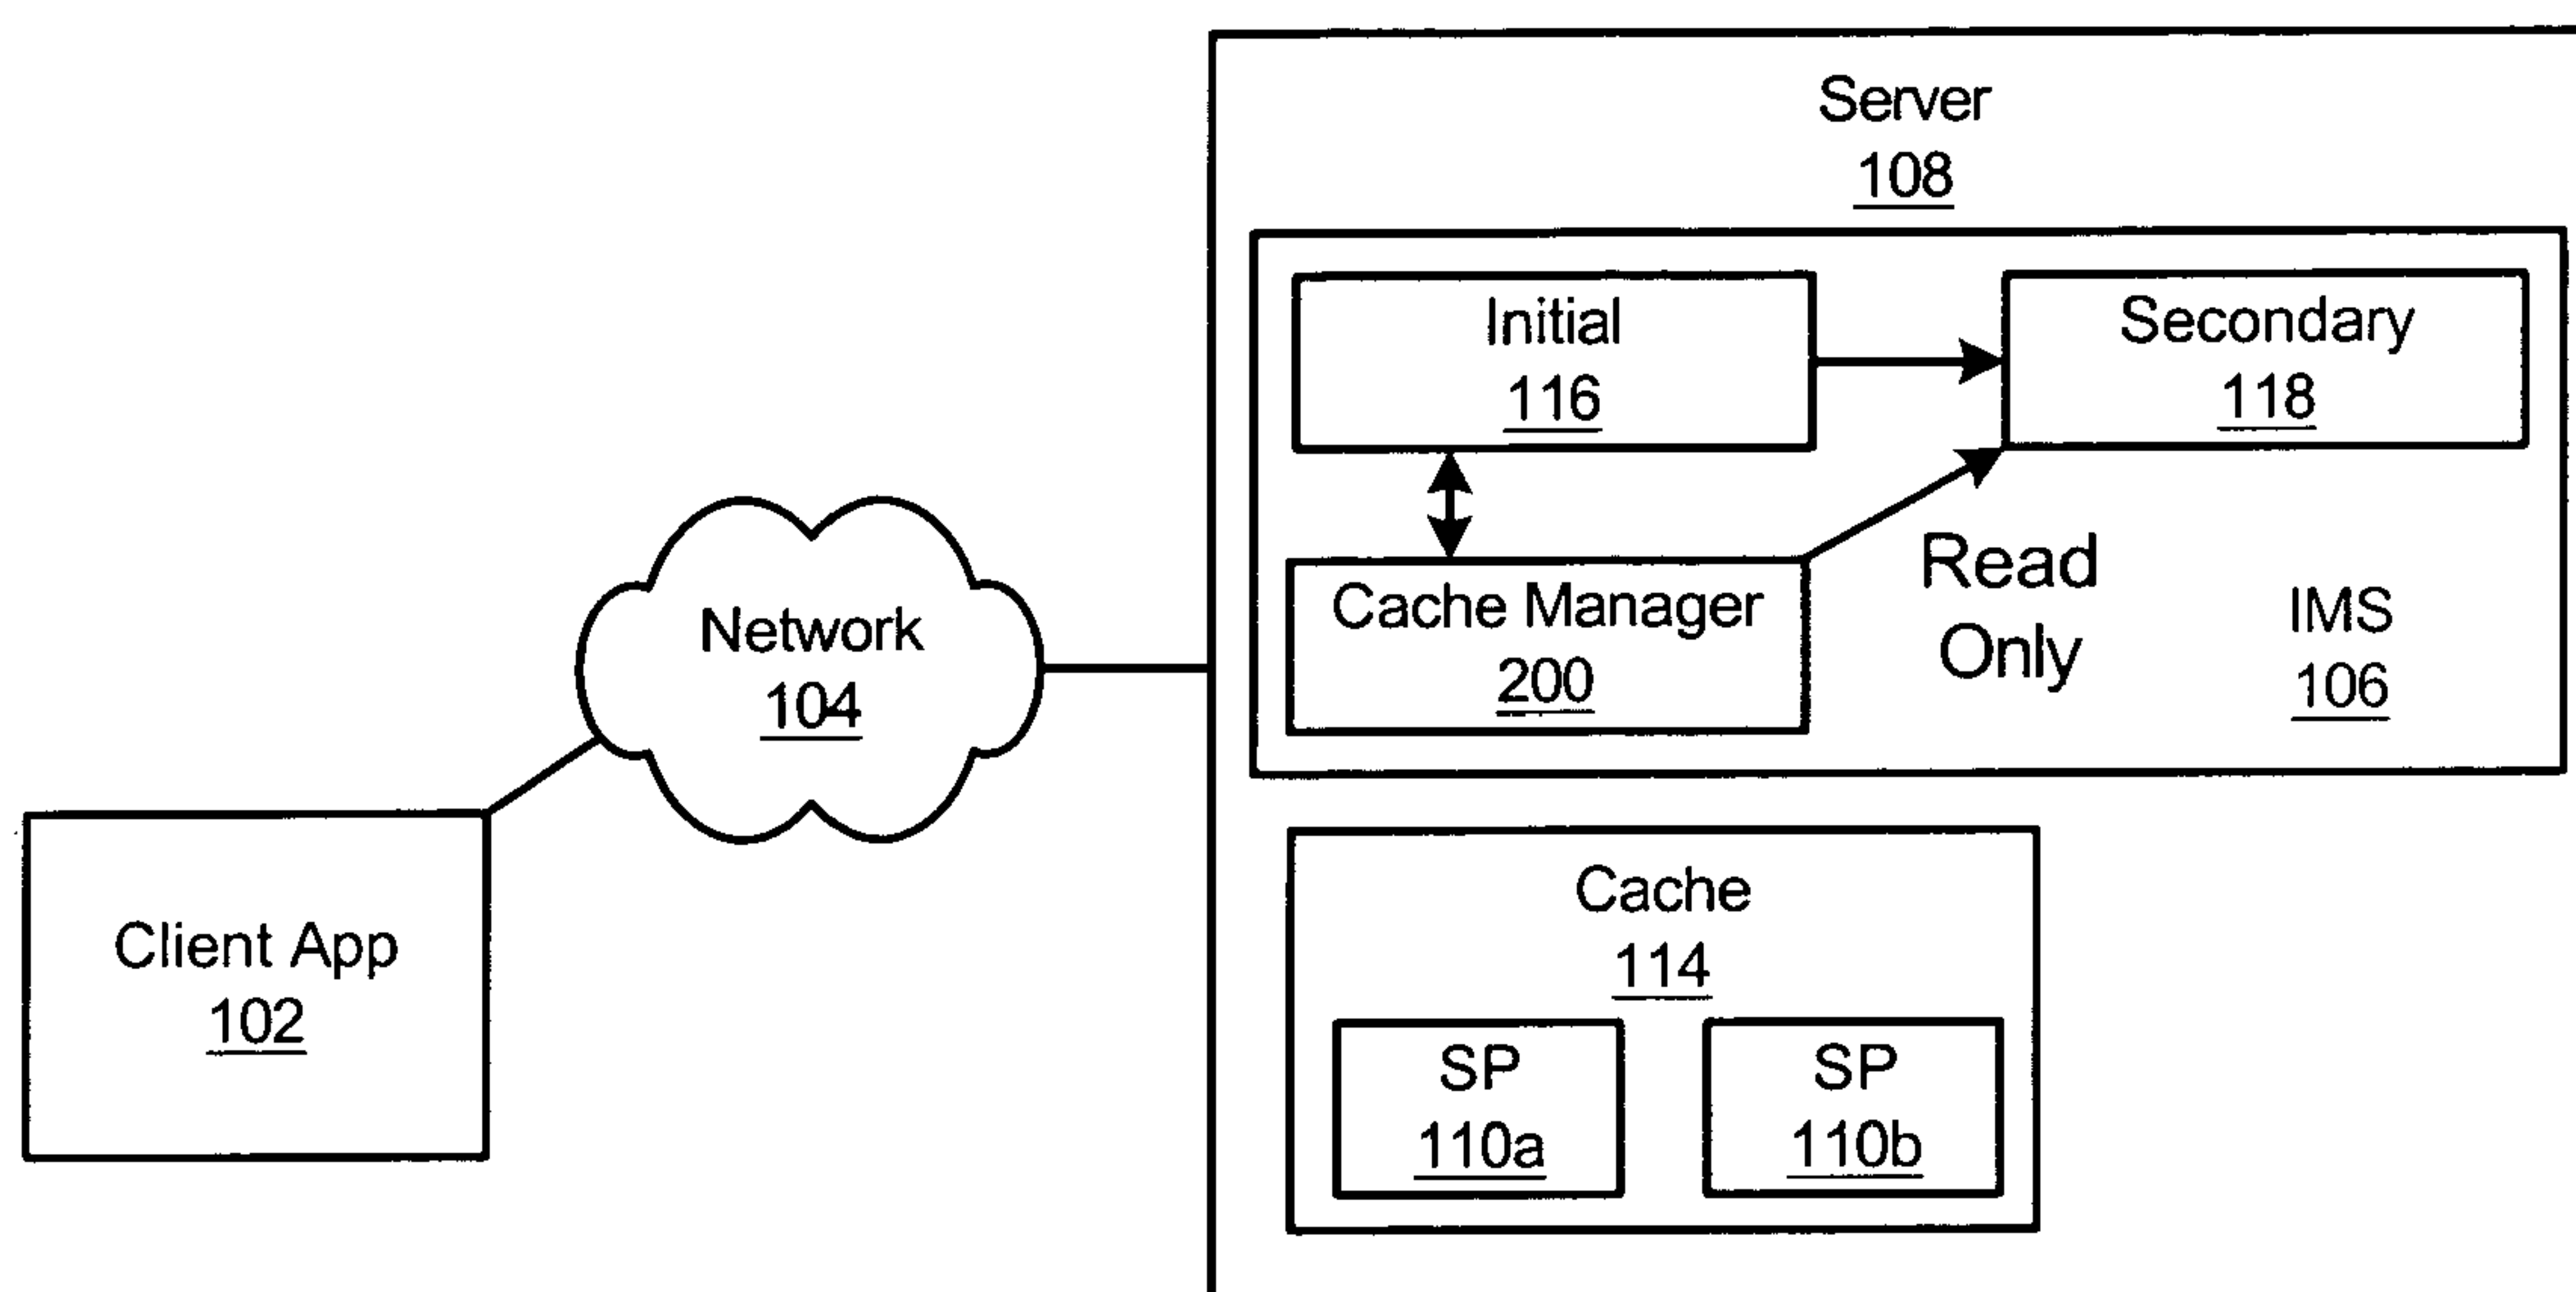 Server
108
Initial
116
Secondary
118
Cache Manager
200
Read
Only
IMS
106
Network
104
Client App
102
Cache
114
SP
110a
SP
110b